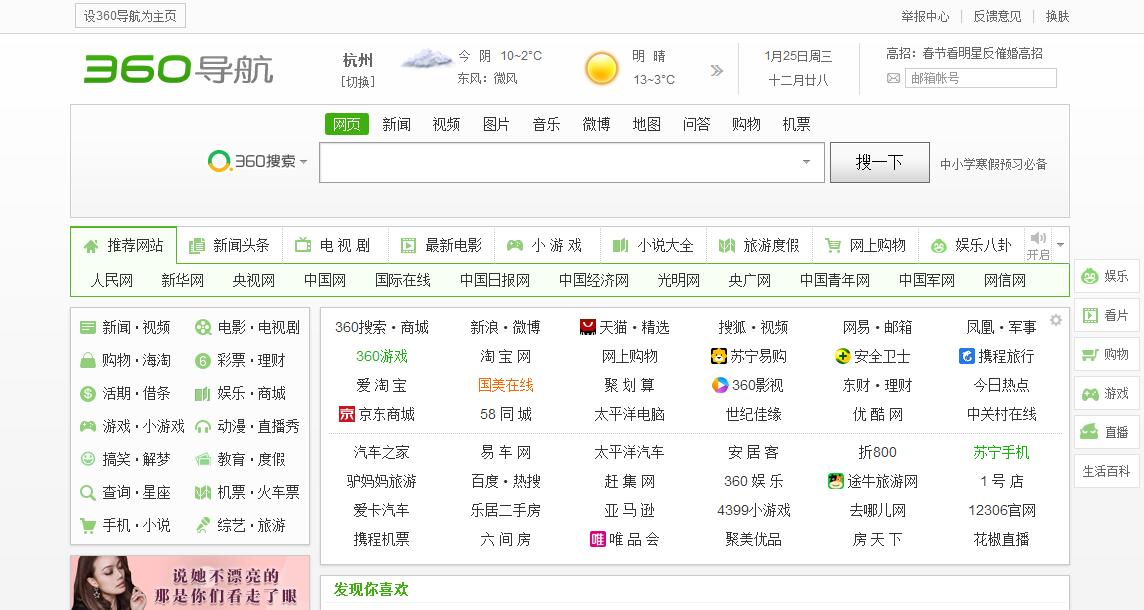 设360导航为主页
举报中心 反馈意见 换肤
360导航
杭州
[切换]
今 阴 10~2°C
东风：微风
明 晴
13~3°C
1月25日周三
十二月廿八
高招：春节看明星反催婚高招
邮箱帐号
网页 新闻 视频 图片 音乐 微博 地图 问答 购物 机票
360搜索
搜一下
中小学寒假预习必备
推荐网站 新闻头条 电 视 剧 最新电影 小 游 戏 小说大全 旅游度假 网上购物 娱乐八卦 开启
人民网 新华网 央视网 中国网 国际在线 中国日报网 中国经济网 光明网 央广网 中国青年网 中国军网 网信网
新闻·视频 电影·电视剧
购物·海淘 彩票·理财
活期·借条 娱乐·商城
游戏·小游戏 动漫·直播秀
搞笑·解梦 教育·度假
查询·星座 机票·火车票
手机·小说 综艺·旅游
360搜索·商城 新浪·微博 天猫·精选 搜狐·视频 网易·邮箱 凤凰·军事
360游戏 淘 宝 网 网上购物 苏宁易购 安全卫士 携程旅行
爱 淘 宝 国美在线 聚 划 算 360影视 东财·理财 今日热点
京 京东商城 58 同 城 太平洋电脑 世纪佳缘 优 酷 网 中关村在线
汽车之家 易 车 网 太平洋汽车 安 居 客 折800 苏宁手机
驴妈妈旅游 百度·热搜 赶 集 网 360 娱 乐 途牛旅游网 1 号 店
爱卡汽车 乐居二手房 亚 马 逊 4399小游戏 去哪儿网 12306官网
携程机票 六 间 房 唯 唯 品 会 聚美优品 房 天 下 花椒直播
说她不漂亮的
那是你们看走了眼
发现你喜欢
娱乐
看片
购物
游戏
直播
生活百科